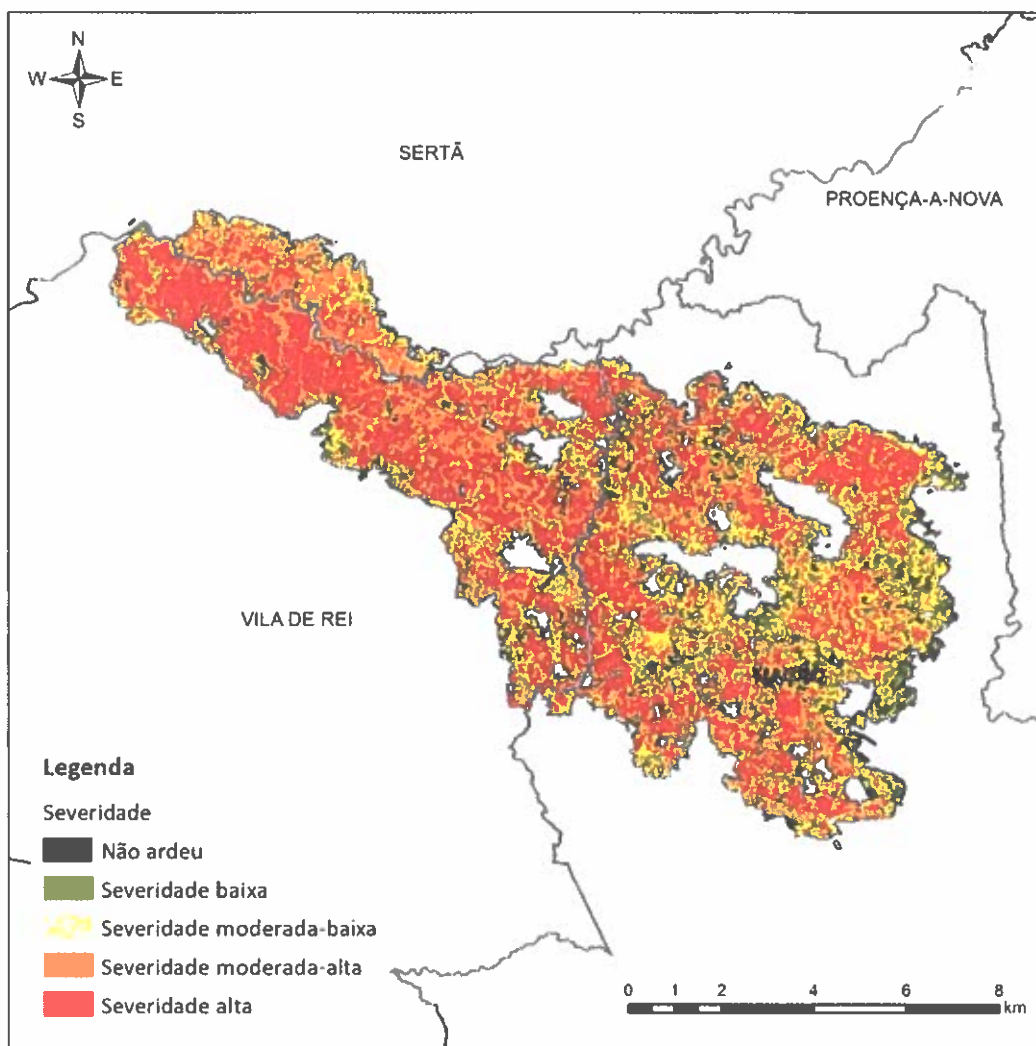 N
W E
S
SERTÃ
PROENÇA-A-NOVA
VILA DE REI
Legenda
Severidade
Não ardeu
Severidade baixa
Severidade moderada-baixa
Severidade moderada-alta
Severidade alta
0 1 2 4 6 8
km